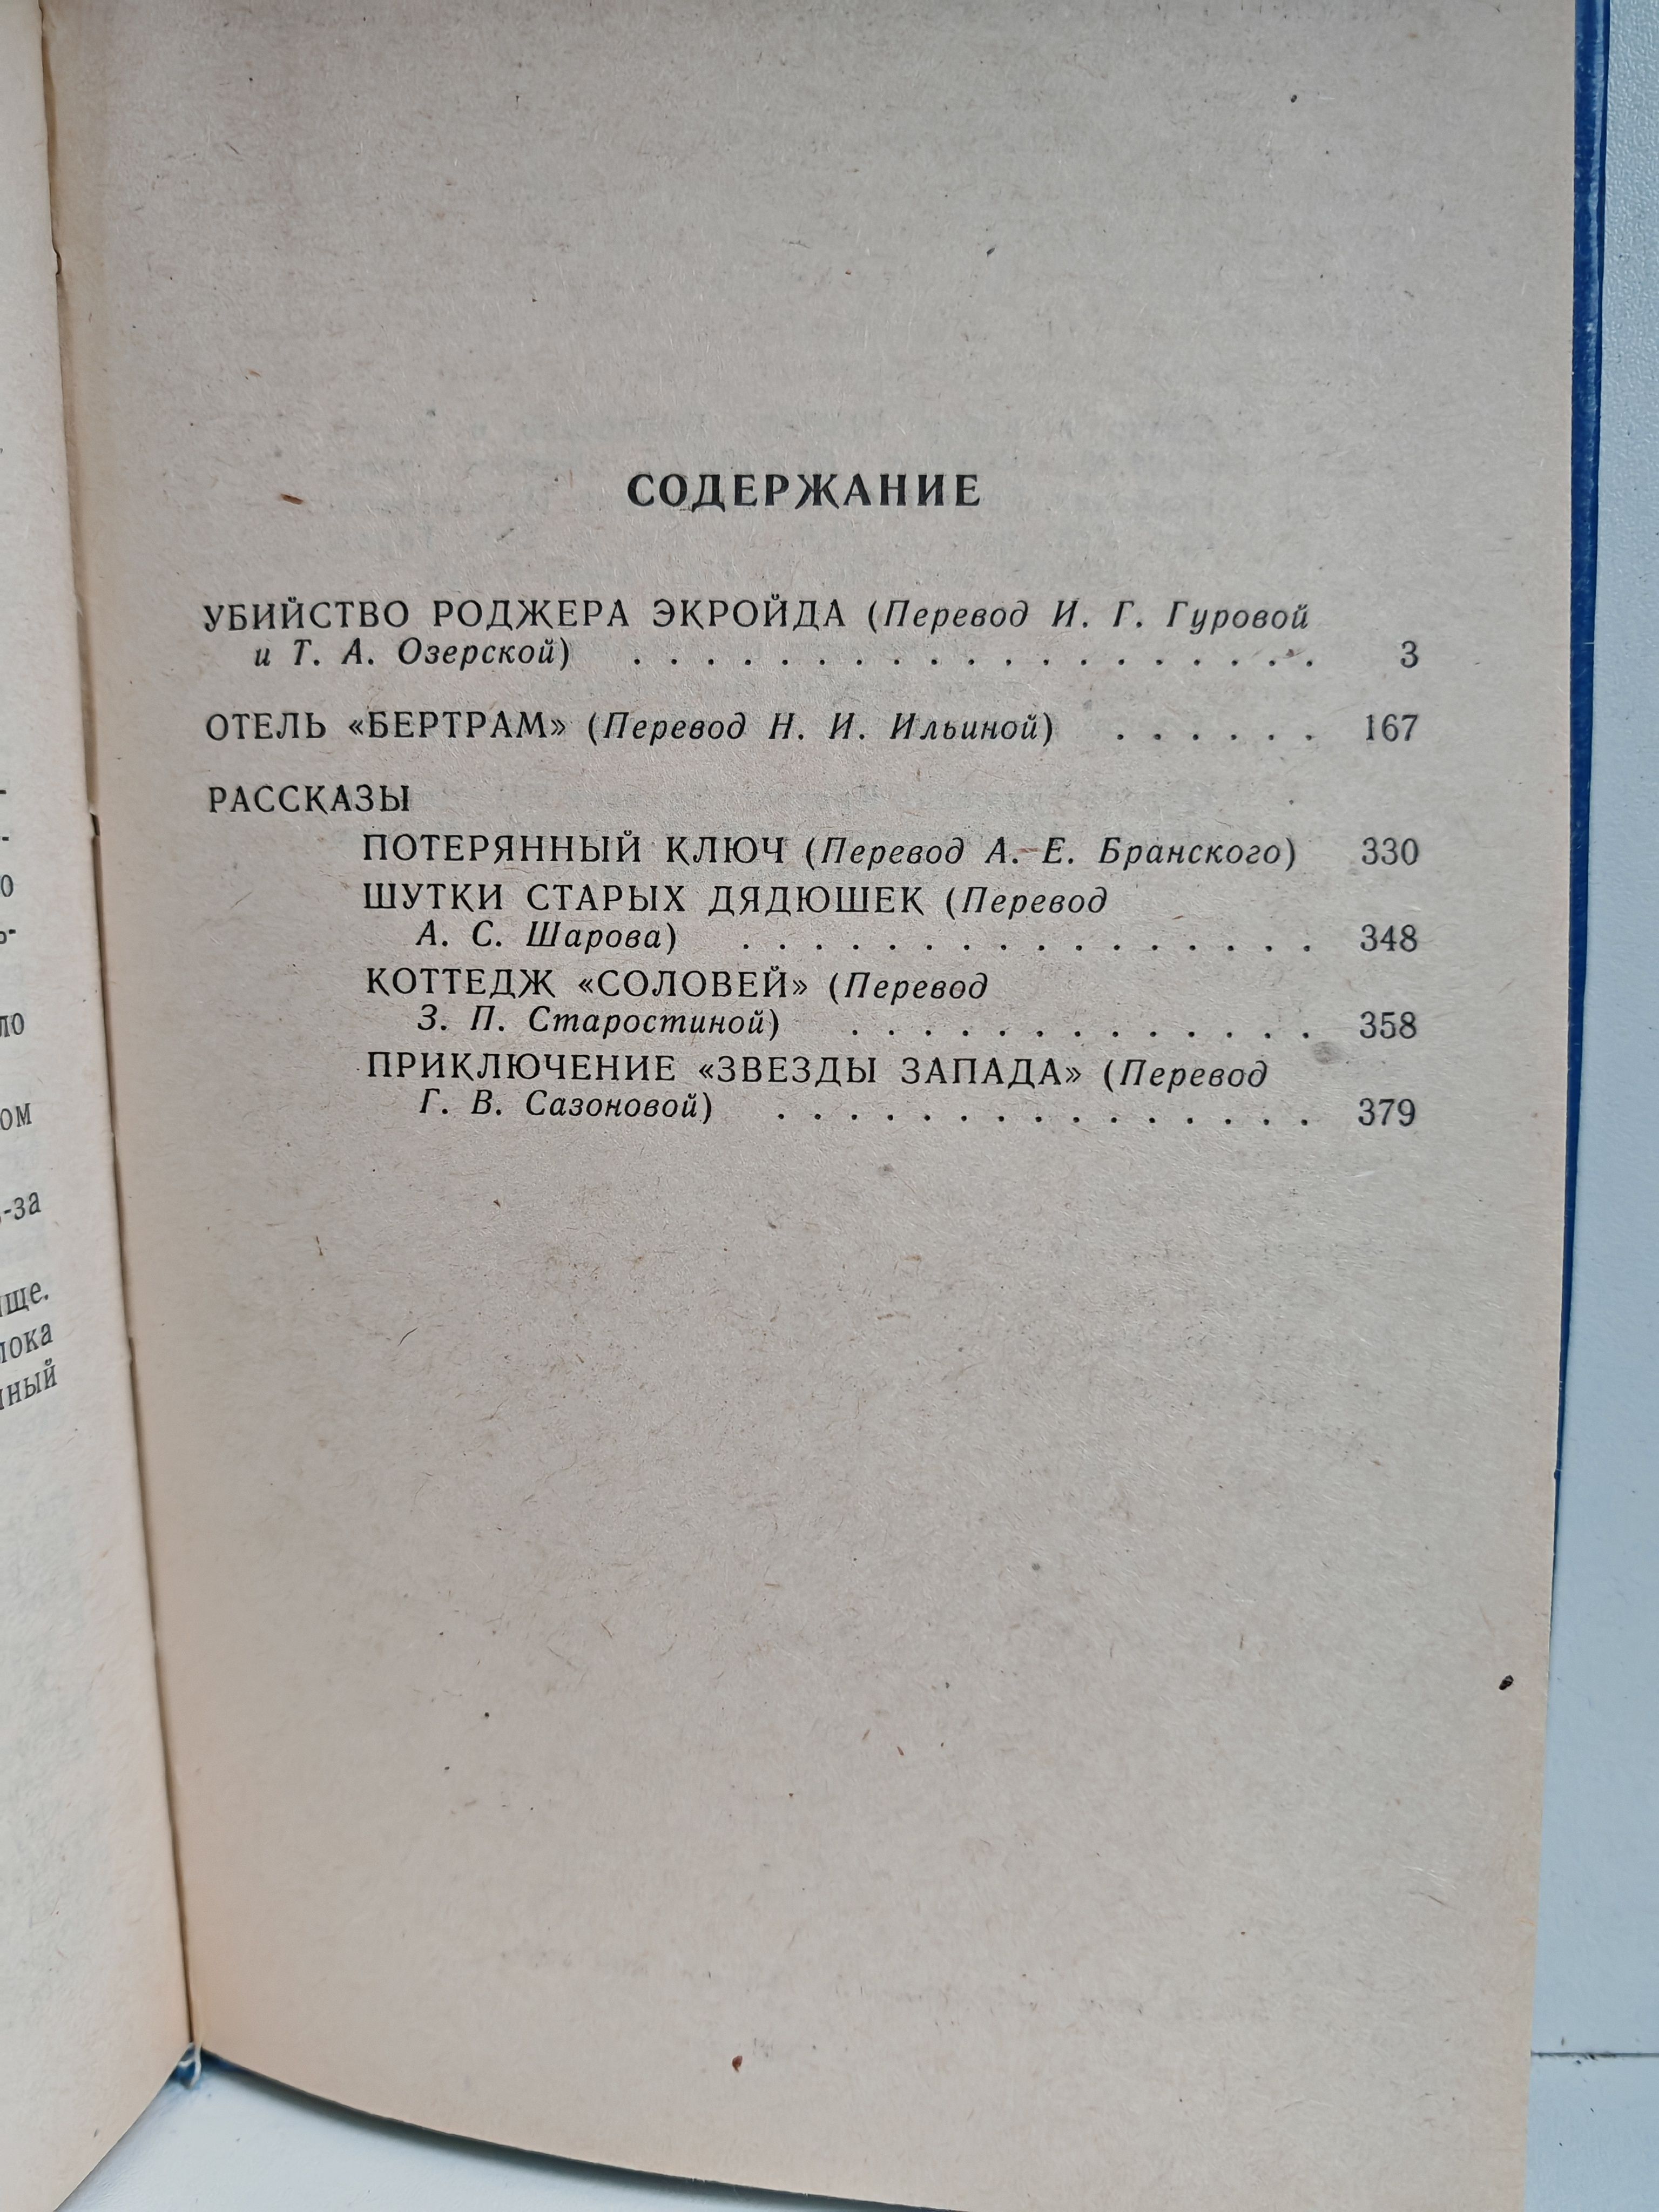 СОДЕРЖАНИЕ
УБИЙСТВО РОДЖЕРА ЭКРОЙДА (Перевод И. Г. Гуровой
и Т. А. Озерской) . . . . . . . . . . . . . . . . . . . 3
ОТЕЛЬ «БЕРТРАМ» (Перевод Н. И. Ильиной) . . . . . . 167
РАССКАЗЫ
ПОТЕРЯННЫЙ КЛЮЧ (Перевод А. Е. Бранского) 330
ШУТКИ СТАРЫХ ДЯДЮШЕК (Перевод
А. С. Шарова) . . . . . . . . . . . . . . . . 348
КОТТЕДЖ «СОЛОВЕЙ» (Перевод
З. П. Старостиной) . . . . . . . . . . . . . 358
ПРИКЛЮЧЕНИЕ «ЗВЕЗДЫ ЗАПАДА» (Перевод
Г. В. Сазоновой) . . . . . . . . . . . . . . . 379